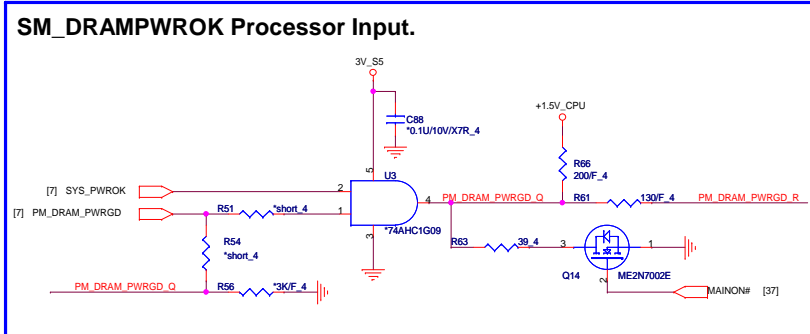 SM_DRAMPWROK Processor Input.
3V_S5
C88
*0.1U/10V/X7R_4
+1.5V_CPU
R66
200/F_4
5
U3
[7] SYS_PWROK
2
4
PM_DRAM_PWRGD_Q
R61
130/F_4
PM_DRAM_PWRGD_R
[7] PM_DRAM_PWRGD
R51
*short_4
1
*74AHC1G09
3
R54
*short_4
R63
39_4
3
1
Q14
ME2N7002E
2
PM_DRAM_PWRGD_Q
R56
*3K/F_4
MAINON# [37]